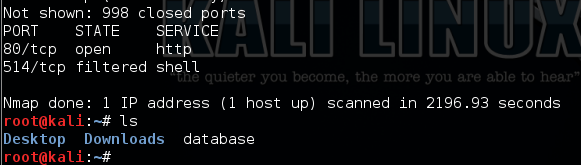 Not shown: 998 closed ports
PORT    STATE    SERVICE
80/tcp  open     http
514/tcp filtered shell
KALI LINUX
"the quieter you become, the more you are able to hear"
Nmap done: 1 IP address (1 host up) scanned in 2196.93 seconds
root@kali:~# ls
Desktop  Downloads  database
root@kali:~#